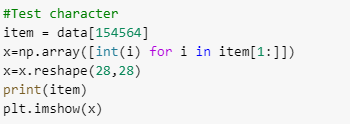 #Test character
item = data[154564]
x=np.array([int(i) for i in item[1:]])
x=x.reshape(28,28)
print(item)
plt.imshow(x)